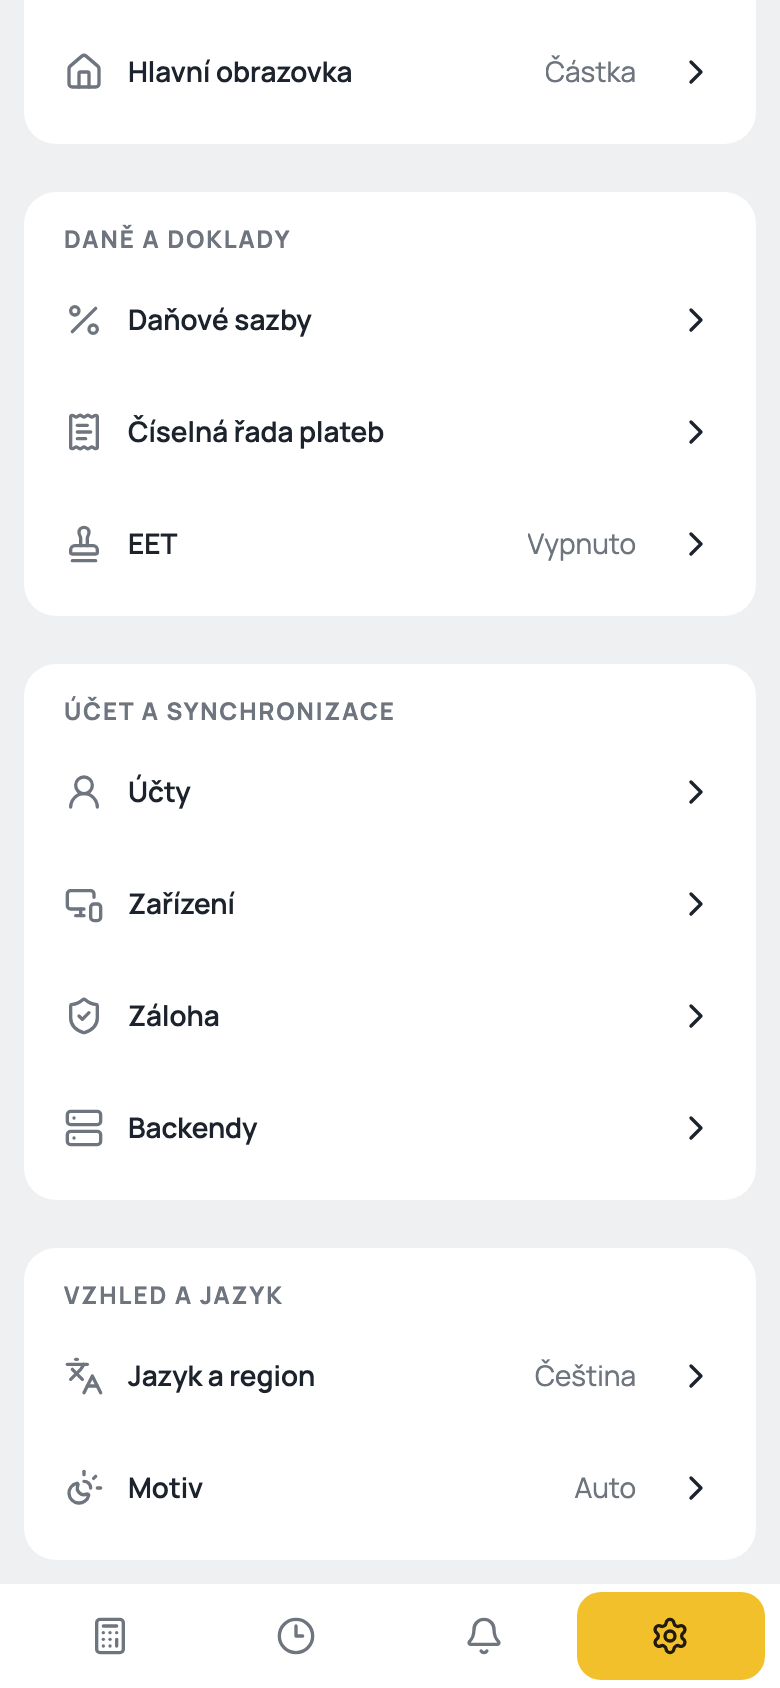 Hlavní obrazovka Částka
DANĚ A DOKLADY
Daňové sazby
Číselná řada plateb
EET Vypnuto
ÚČET A SYNCHRONIZACE
Účty
Zařízení
Záloha
Backendy
VZHLED A JAZYK
Jazyk a region Čeština
Motiv Auto